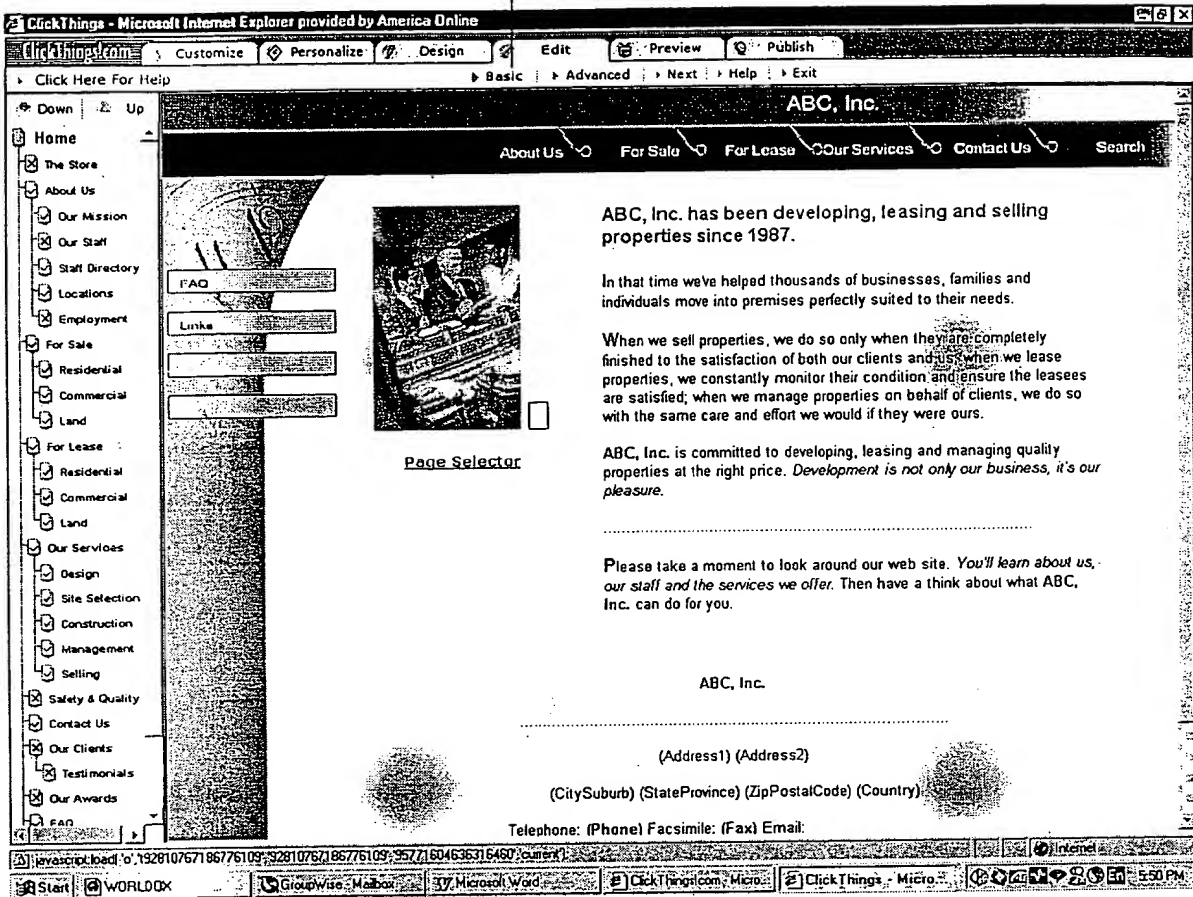 ClickThings - Microsoft Internet Explorer provided by America Online
ClickThings.com Customize Personalize Design Edit Preview Publish
Click Here For Help Basic Advanced Next Help Exit
Down Up
Home
The Store
About Us
Our Mission
Our Staff
Staff Directory
Locations
Employment
For Sale
Residential
Commercial
Land
For Lease
Residential
Commercial
Land
Our Services
Design
Site Selection
Construction
Management
Selling
Safety & Quality
Contact Us
Our Clients
Testimonials
Our Awards
FAQ
ABC, Inc.
About Us For Sale For Lease Our Services Contact Us Search
FAQ
Links
Page Selector
ABC, Inc. has been developing, leasing and selling
properties since 1987.
In that time we've helped thousands of businesses, families and
individuals move into premises perfectly suited to their needs.
When we sell properties, we do so only when they are completely
finished to the satisfaction of both our clients and us; when we lease
properties, we constantly monitor their condition and ensure the leasees
are satisfied; when we manage properties on behalf of clients, we do so
with the same care and effort we would if they were ours.
ABC, Inc. is committed to developing, leasing and managing quality
properties at the right price. Development is not only our business, it's our
pleasure.
Please take a moment to look around our web site. You'll learn about us,
our staff and the services we offer. Then have a think about what ABC,
Inc. can do for you.
ABC, Inc.
(Address1) (Address2)
(CitySuburb) (StateProvince) (ZipPostalCode) (Country)
Telephone: (Phone) Facsimile: (Fax) Email:
Internet
Start WORLDOX GroupWise - Mailbox Microsoft Word ClickThings.com - Micro... ClickThings - Micro... 5:50 PM